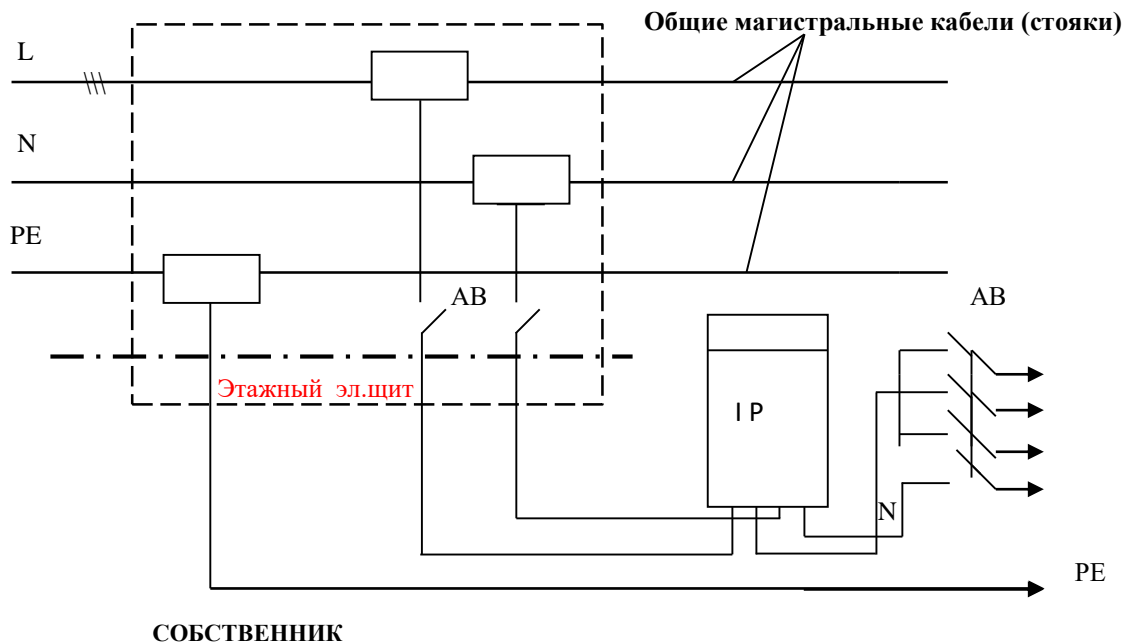 Общие магистральные кабели (стояки)
L
N
PE
АВ
АВ
Этажный эл.щит
I P
N
PE
СОБСТВЕННИК